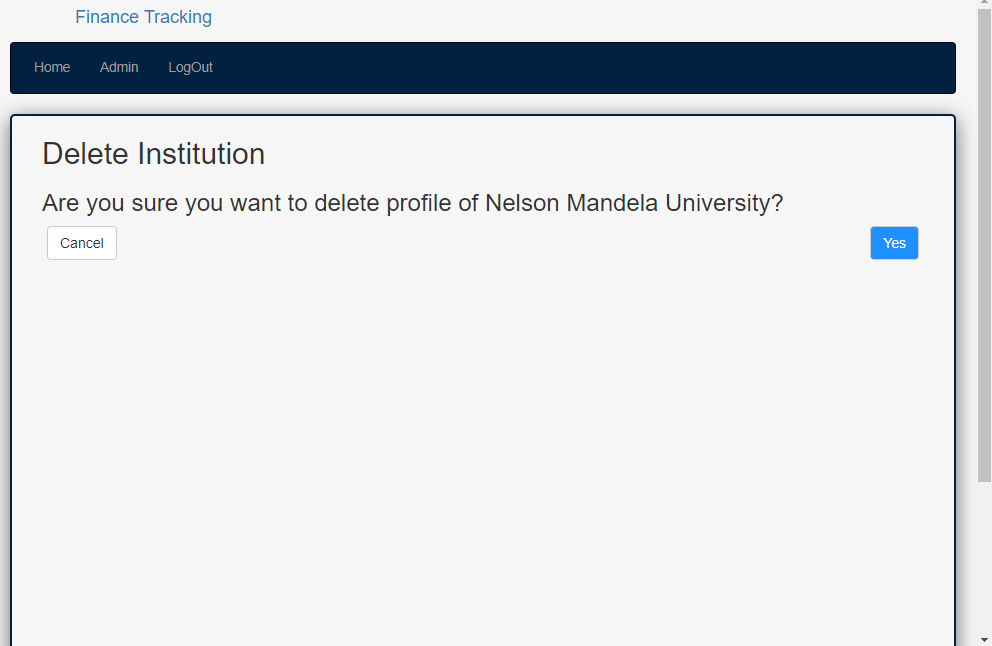 Finance Tracking
Home Admin LogOut
Delete Institution
Are you sure you want to delete profile of Nelson Mandela University?
Cancel Yes